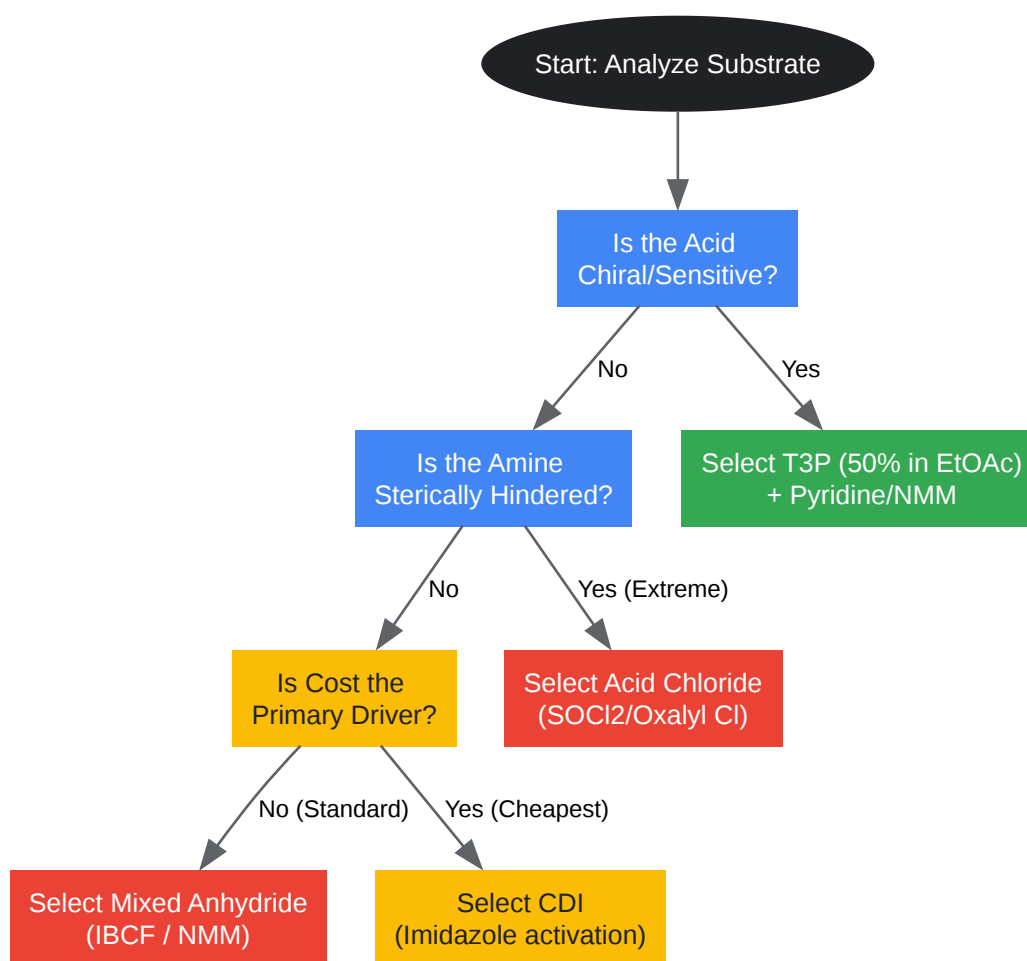 Start: Analyze Substrate
Is the Acid
Chiral/Sensitive?
No
Yes
Is the Amine
Sterically Hindered?
Select T3P (50% in EtOAc)
+ Pyridine/NMM
No
Yes (Extreme)
Is Cost the
Primary Driver?
Select Acid Chloride
(SOCl2/Oxalyl Cl)
No (Standard)
Yes (Cheapest)
Select Mixed Anhydride
(IBCF / NMM)
Select CDI
(Imidazole activation)